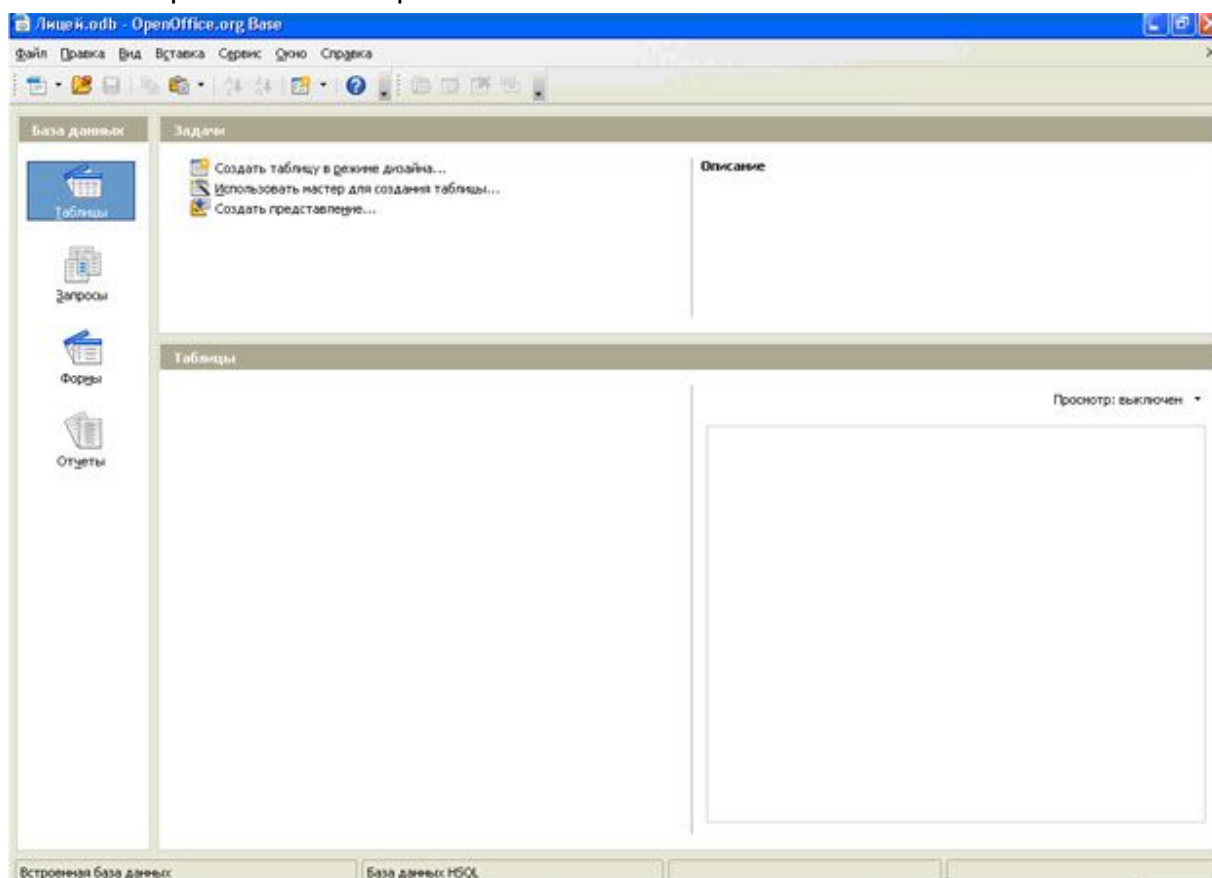 Лицей.odb - OpenOffice.org Base
Файл Правка Вид Вставка Сервис Окно Справка
База данных
Задачи
Таблицы
Запросы
Формы
Отчеты
Создать таблицу в режиме дизайна...
Использовать мастер для создания таблицы...
Создать представление...
Описание
Таблицы
Просмотр: выключен
Встроенная база данных
База данных HSQL